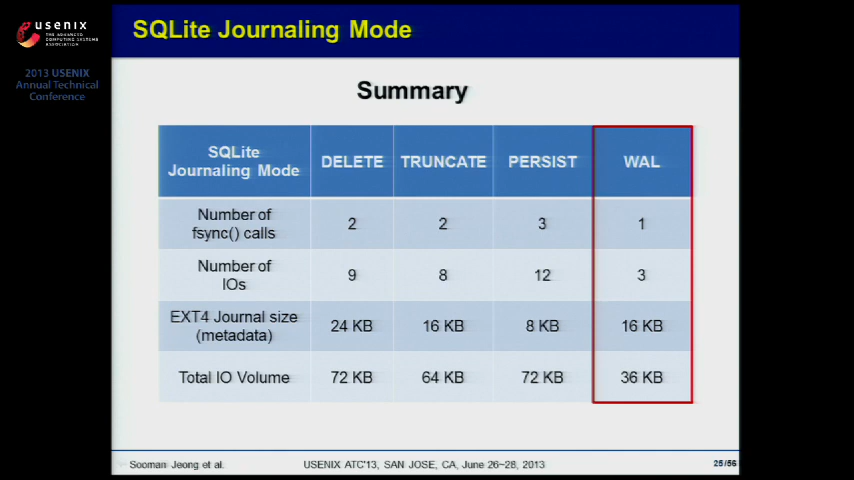 usenix
THE ADVANCED
COMPUTING SYSTEMS
ASSOCIATION
2013 USENIX
Annual Technical
Conference
SQLite Journaling Mode
Summary
SQLite
Journaling Mode
DELETE
TRUNCATE
PERSIST
WAL
Number of
fsync() calls
2
2
3
1
Number of
IOs
9
8
12
3
EXT4 Journal size
(metadata)
24 KB
16 KB
8 KB
16 KB
Total IO Volume
72 KB
64 KB
72 KB
36 KB
Sooman Jeong et al.
USENIX ATC'13, SAN JOSE, CA, June 26~28, 2013
25/56